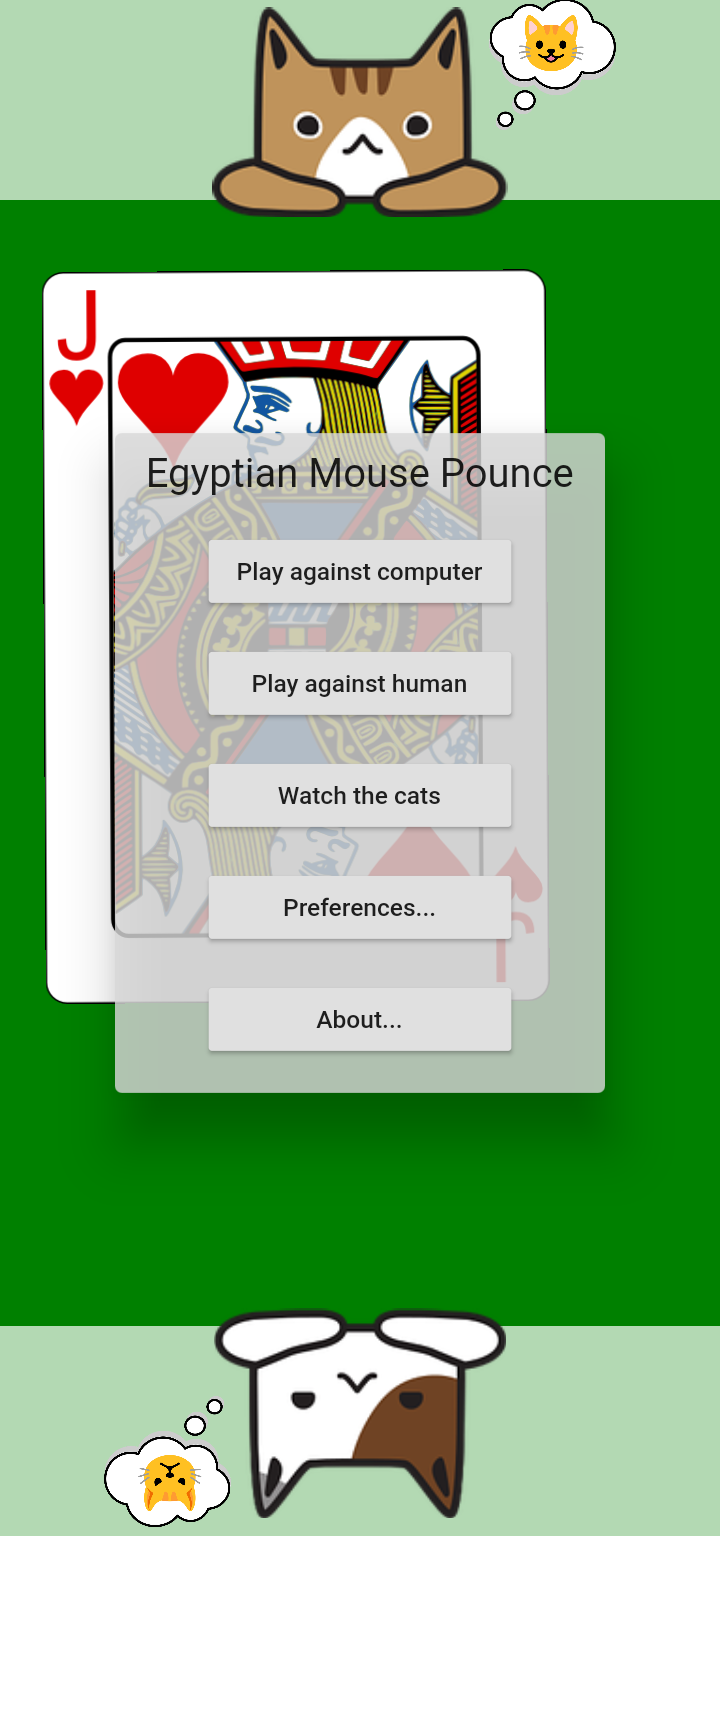 J
Egyptian Mouse Pounce
Play against computer
Play against human
Watch the cats
Preferences...
About...
J